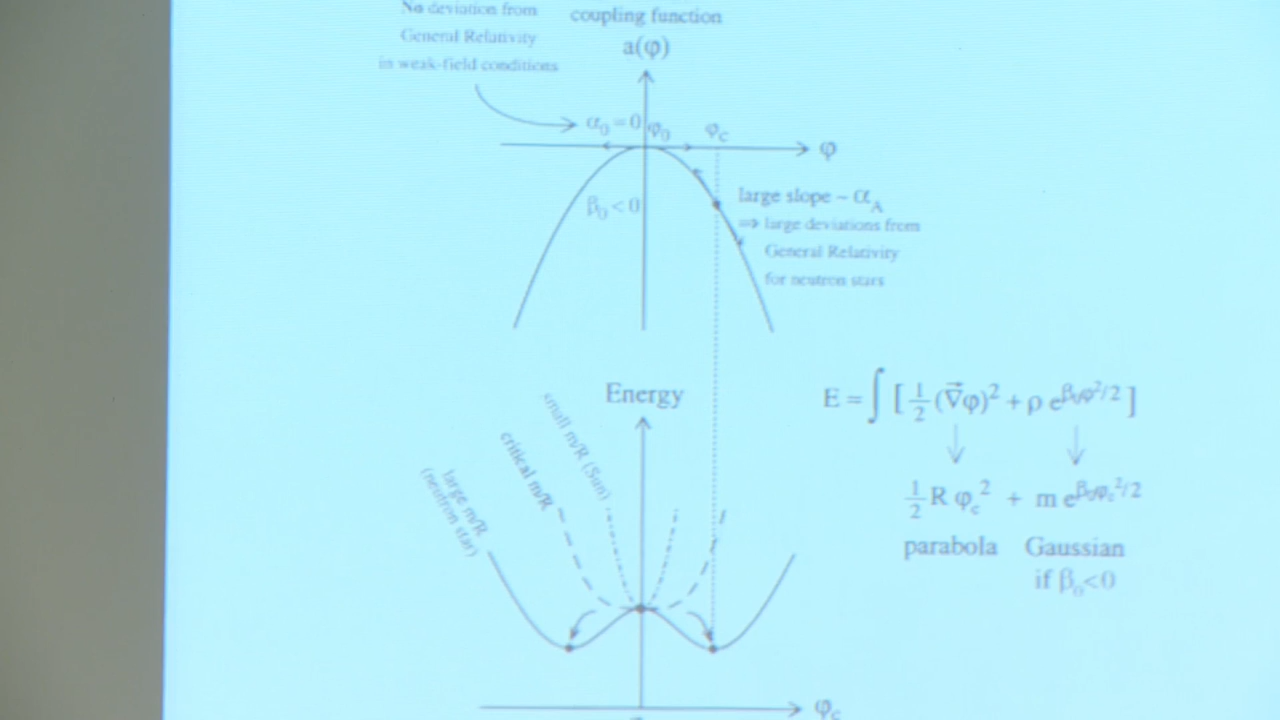 No deviation from
General Relativity
in weak-field conditions
coupling function
a(φ)
α₀ = 0
φ₀
φc
φ
β₀ < 0
large slope ~ α_A
⇒ large deviations from
General Relativity
for neutron stars
Energy
small m/R (Sun)
critical m/R
large m/R
(neutron star)
E = ∫ [ ½ (∇⃗φ)² + ρ e^{β₀φ²/2} ]
½ R φc² + m e^{β₀φc²/2}
parabola Gaussian
if β₀<0
φc